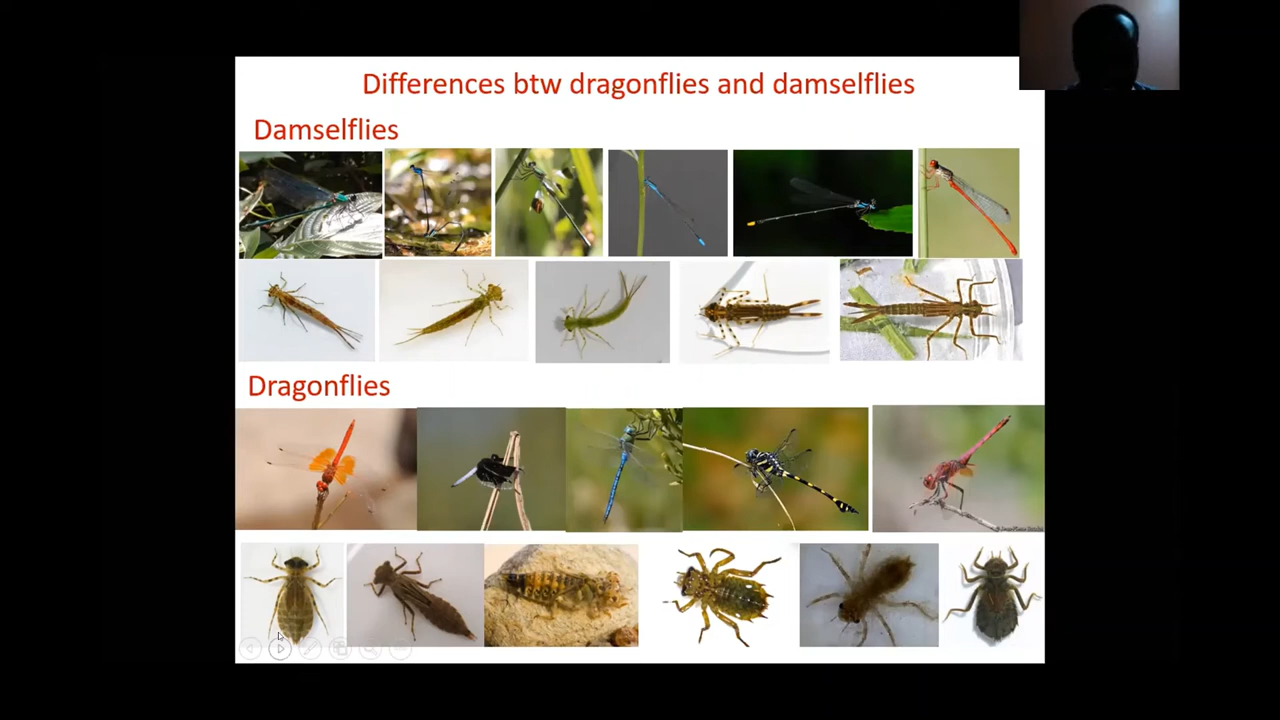 Differences btw dragonflies and damselflies
Damselflies
Dragonflies